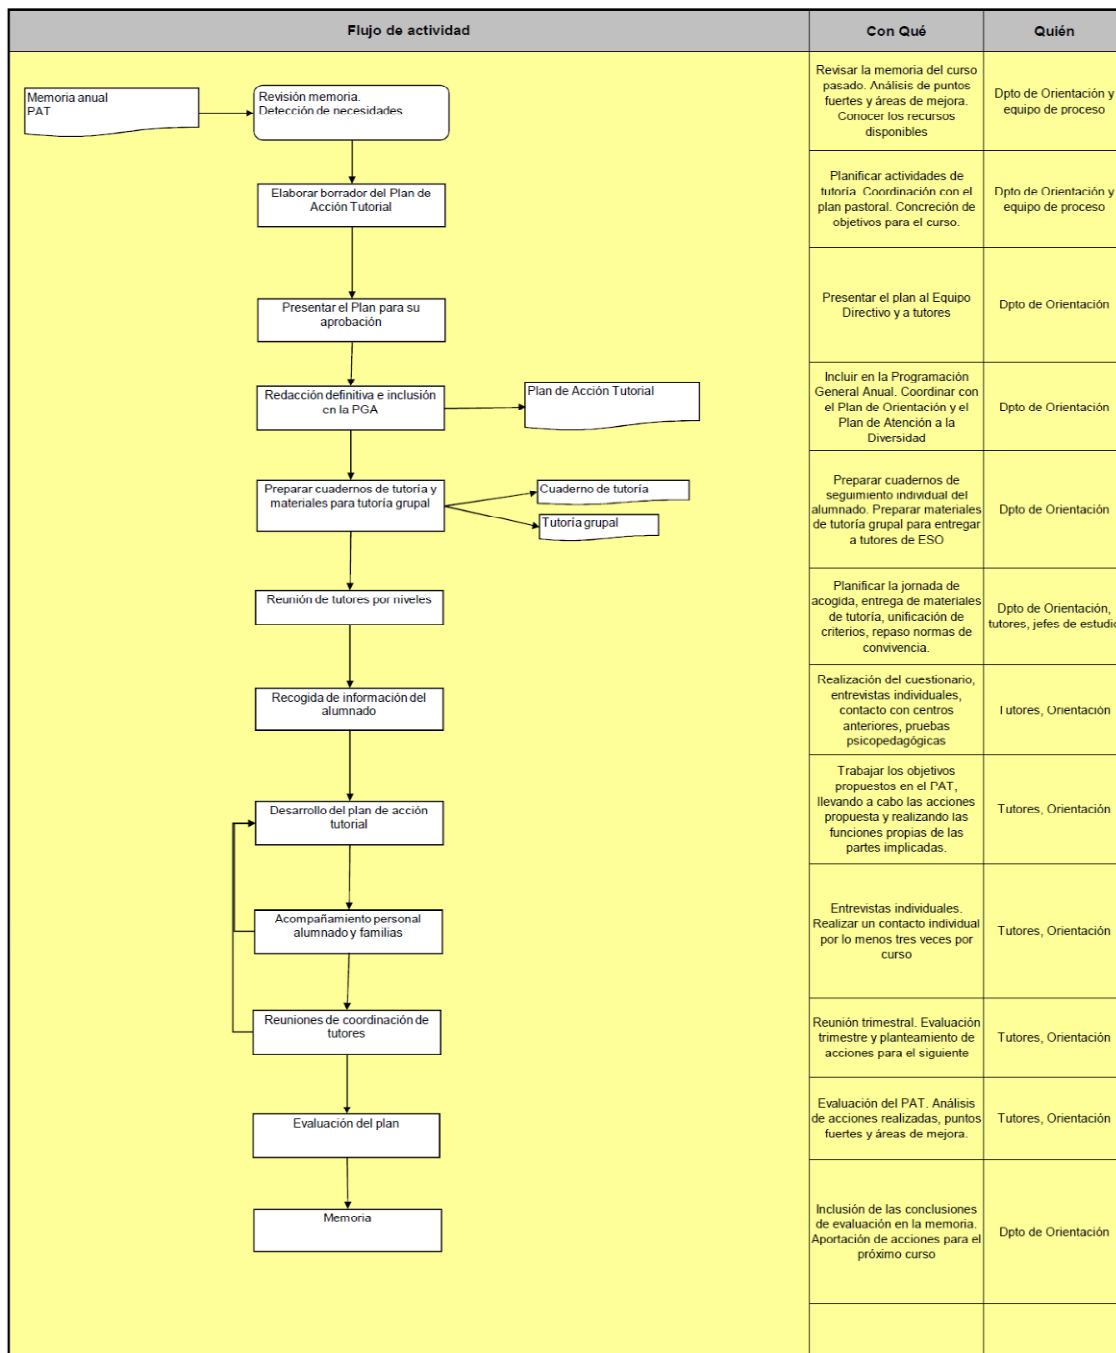 Flujo de actividad
Con Qué
Quién
Memoria anual
PAT
Revisión memoria.
Detección de necesidades
Revisar la memoria del curso
pasado. Análisis de puntos
fuertes y áreas de mejora.
Conocer los recursos
disponibles
Dpto de Orientación y
equipo de proceso
Elaborar borrador del Plan de
Acción Tutorial
Planificar actividades de
tutoría. Coordinación con el
plan pastoral. Concreción de
objetivos para el curso.
Dpto de Orientación y
equipo de proceso
Presentar el Plan para su
aprobación
Presentar el plan al Equipo
Directivo y a tutores
Dpto de Orientación
Redacción definitiva e inclusión
en la PGA
Plan de Acción Tutorial
Incluir en la Programación
General Anual. Coordinar con
el Plan de Orientación y el
Plan de Atención a la
Diversidad
Dpto de Orientación
Preparar cuadernos de tutoría y
materiales para tutoría grupal
Cuaderno de tutoría
Tutoría grupal
Preparar cuadernos de
seguimiento individual del
alumnado. Preparar materiales
de tutoría grupal para entregar
a tutores de ESO
Dpto de Orientación
Reunión de tutores por niveles
Planificar la jornada de
acogida, entrega de materiales
de tutoría, unificación de
criterios, repaso normas de
convivencia.
Dpto de Orientación,
tutores, jefes de estudio
Recogida de información del
alumnado
Realización del cuestionario,
entrevistas individuales,
contacto con centros
anteriores, pruebas
psicopedagógicas
Tutores, Orientación
Desarrollo del plan de acción
tutorial
Trabajar los objetivos
propuestos en el PAT,
llevando a cabo las acciones
propuesta y realizando las
funciones propias de las
partes implicadas.
Tutores, Orientación
Acompañamiento personal
alumnado y familias
Entrevistas individuales.
Realizar un contacto individual
por lo menos tres veces por
curso
Tutores, Orientación
Reuniones de coordinación de
tutores
Reunión trimestral. Evaluación
trimestre y planteamiento de
acciones para el siguiente
Tutores, Orientación
Evaluación del plan
Evaluación del PAT. Análisis
de acciones realizadas, puntos
fuertes y áreas de mejora.
Tutores, Orientación
Memoria
Inclusión de las conclusiones
de evaluación en la memoria.
Aportación de acciones para el
próximo curso
Dpto de Orientación